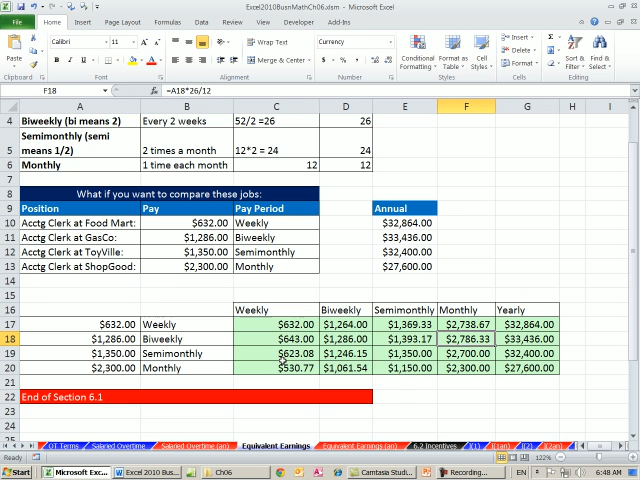 Excel2010BusnMathCh06.xlsm - Microsoft Excel
File Home Insert Page Layout Formulas Data Review View Developer Add-Ins
Calibri 11 Wrap Text Currency Insert
Paste Merge & Center Conditional Formatting Format as Table Cell Styles Delete Format Sort & Filter Find & Select
Clipboard Font Alignment Number Styles Cells Editing
F18 fx =A18*26/12
A B C D E F G H I
4 Biweekly (bi means 2) Every 2 weeks 52/2 =26 26
Semimonthly (semi
5 means 1/2) 2 times a month 12*2 = 24 24
6 Monthly 1 time each month 12 12
7
8 What if you want to compare these jobs:
9 Position Pay Pay Period Annual
10 Acctg Clerk at Food Mart: $632.00 Weekly $32,864.00
11 Acctg Clerk at GasCo: $1,286.00 Biweekly $33,436.00
12 Acctg Clerk at ToyVille: $1,350.00 Semimonthly $32,400.00
13 Acctg Clerk at ShopGood: $2,300.00 Monthly $27,600.00
14
15
16 Weekly Biweekly Semimonthly Monthly Yearly
17 $632.00 Weekly $632.00 $1,264.00 $1,369.33 $2,738.67 $32,864.00
18 $1,286.00 Biweekly $643.00 $1,286.00 $1,393.17 $2,786.33 $33,436.00
19 $1,350.00 Semimonthly $623.08 $1,246.15 $1,350.00 $2,700.00 $32,400.00
20 $2,300.00 Monthly $530.77 $1,061.54 $1,150.00 $2,300.00 $27,600.00
21
22 End of Section 6.1
23
24
25
OT Terms Salaried Overtime Salaried Overtime (an) Equivalent Earnings Equivalent Earnings (an) 6.2 Incentives J(1) J(1an) J(2) J(2an)
Ready 122%
Start Microsoft Exc... Excel 2010 Bus... Ch06 Camtasia Studi... Recording... EN 6:48 AM